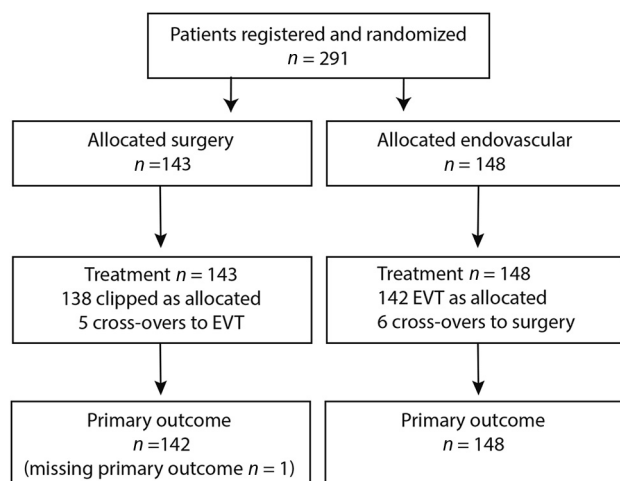 Patients registered and randomized
n = 291
Allocated surgery
n =143
Allocated endovascular
n = 148
Treatment n = 143
138 clipped as allocated
5 cross-overs to EVT
Treatment n = 148
142 EVT as allocated
6 cross-overs to surgery
Primary outcome
n =142
(missing primary outcome n = 1)
Primary outcome
n = 148